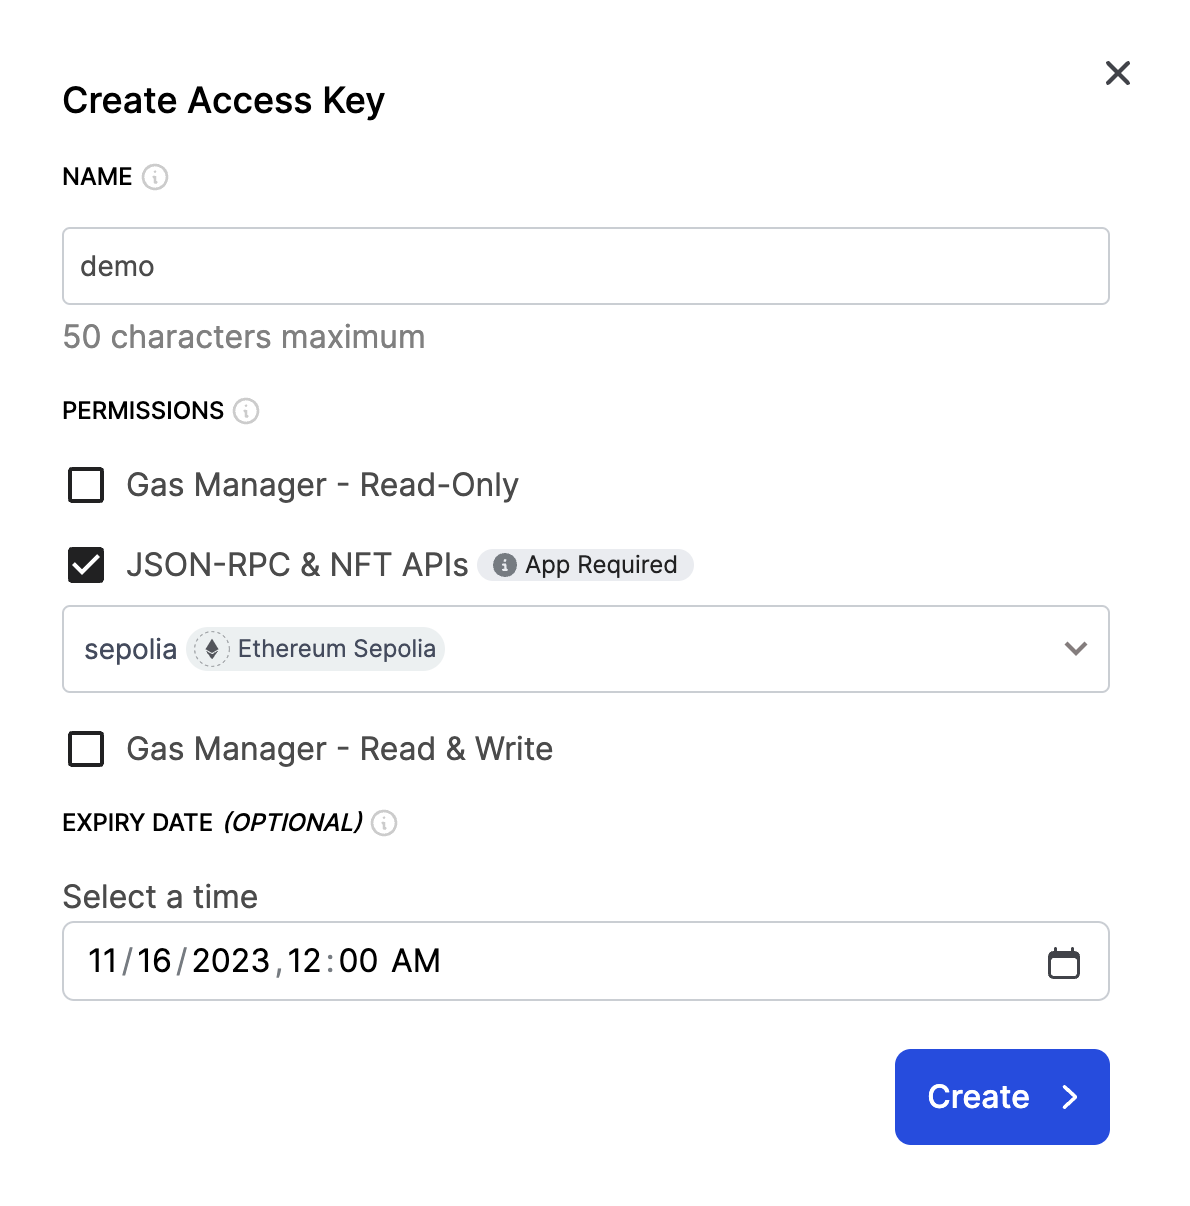 Create Access Key
NAME
demo
50 characters maximum
PERMISSIONS
Gas Manager - Read-Only
JSON-RPC & NFT APIs App Required
sepolia Ethereum Sepolia
Gas Manager - Read & Write
EXPIRY DATE (OPTIONAL)
Select a time
11/16/2023, 12:00 AM
Create